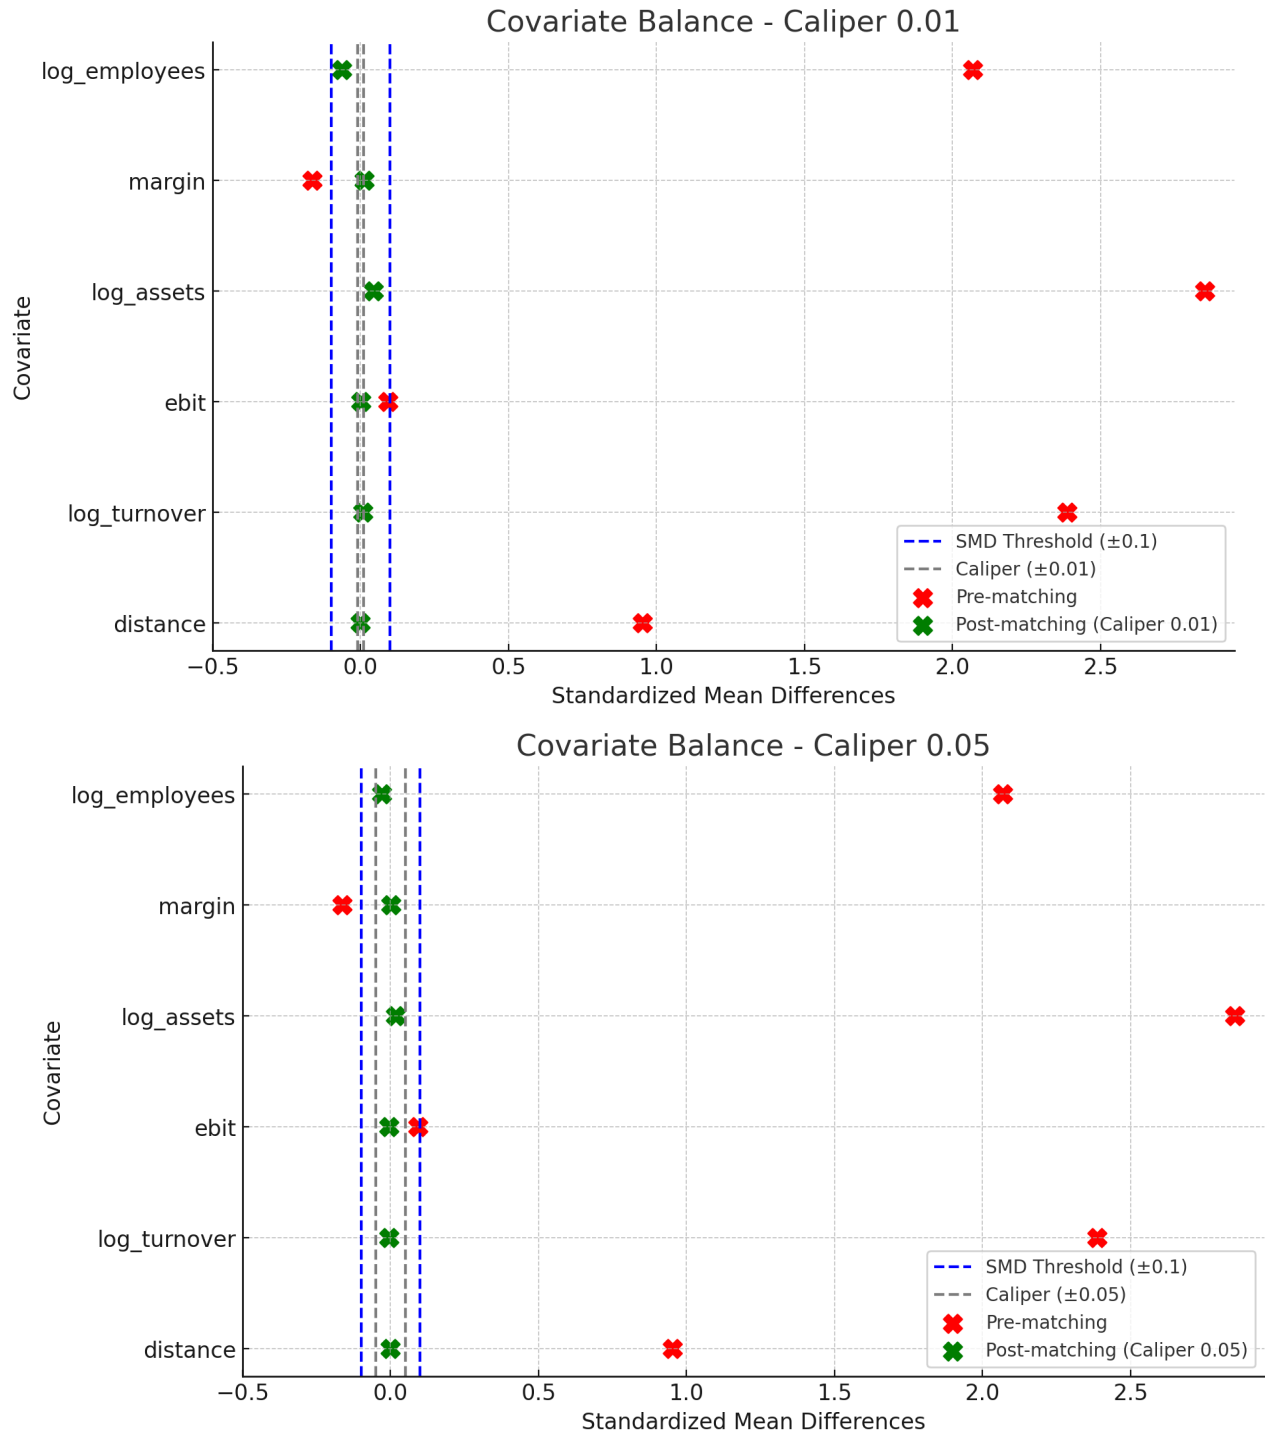 Covariate Balance - Caliper 0.01
log_employees
margin
log_assets
ebit
log_turnover
distance
Covariate
SMD Threshold (±0.1)
Caliper (±0.01)
Pre-matching
Post-matching (Caliper 0.01)
−0.5 0.0 0.5 1.0 1.5 2.0 2.5
Standardized Mean Differences
Covariate Balance - Caliper 0.05
log_employees
margin
log_assets
ebit
log_turnover
distance
Covariate
SMD Threshold (±0.1)
Caliper (±0.05)
Pre-matching
Post-matching (Caliper 0.05)
−0.5 0.0 0.5 1.0 1.5 2.0 2.5
Standardized Mean Differences